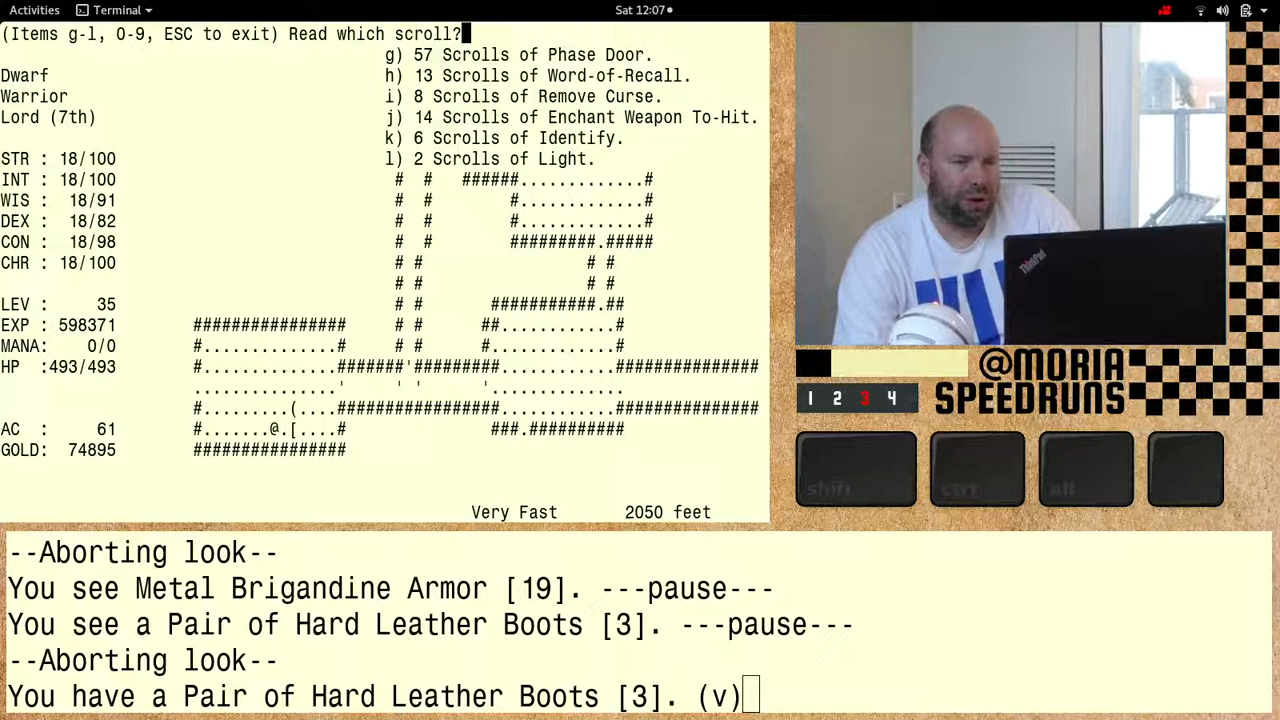 Activities Terminal Sat 12:07
(Items g-l, 0-9, ESC to exit) Read which scroll?
g) 57 Scrolls of Phase Door.
Dwarf h) 13 Scrolls of Word-of-Recall.
Warrior i) 8 Scrolls of Remove Curse.
Lord (7th) j) 14 Scrolls of Enchant Weapon To-Hit.
k) 6 Scrolls of Identify.
STR : 18/100 l) 2 Scrolls of Light.
INT : 18/100 # # ######.............#
WIS : 18/91 # # #.............#
DEX : 18/82 # # #.............#
CON : 18/98 # # #########.#####
CHR : 18/100 # # # #
# # # #
LEV : 35 # # ###########.##
EXP : 598371 ################ # # ##............#
MANA: 0/0 #..............# # # #.............#
HP :493/493 #..............#######'#########............###############
...............' ' ' '..............
#.........(....#################............###############
AC : 61 #.......@.[....# ###.##########
GOLD: 74895 ################
Very Fast 2050 feet
ThinkPad
@MORIA
SPEEDRUNS
1 2 3 4
shift ctrl alt
--Aborting look--
You see Metal Brigandine Armor [19]. ---pause---
You see a Pair of Hard Leather Boots [3]. ---pause---
--Aborting look--
You have a Pair of Hard Leather Boots [3]. (v)